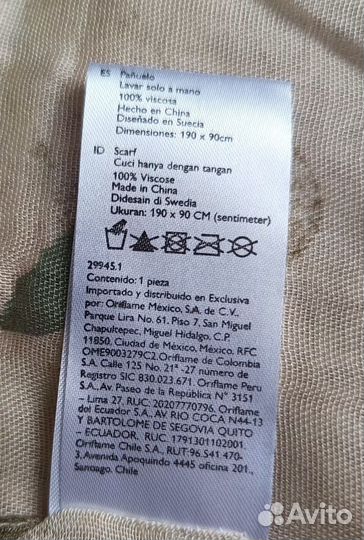 ES Pañuelo
Lavar solo a mano
100% viscosa
Hecho en China
Diseñado en Suecia
Dimensiones: 190 x 90cm
ID Scarf
Cuci hanya dengan tangan
100% Viscose
Made in China
Didesain di Swedia
Ukuran: 190 x 90 CM (sentimeter)
29945.1
Contenido: 1 pieza
Importado y distribuido en Exclusiva
por: Oriflame México, S.A. de C.V.,
Parque Lira No. 61. Piso 7, San Miguel
Chapultepec, Miguel Hidalgo, C.P.
11850, Ciudad de México, México. RFC
OME9003279C2.Oriflame de Colombia
S.A. Calle 125 No. 21ª -27 número de
Registro SIC 830.023.671. Oriflame Peru
S.A., Av. Paseo de la República N° 3151
- Lima 27, RUC: 20207770796. Oriflame
del Ecuador S.A., AV RIO COCA N44-13
Y BARTOLOME DE SEGOVIA QUITO
- ECUADOR, RUC: 1791301102001.
Oriflame Chile S.A., RUT:96.541 470-
3,Avenida Apoquindo 4445 oficina 201,,
Santiago, Chile
Avito